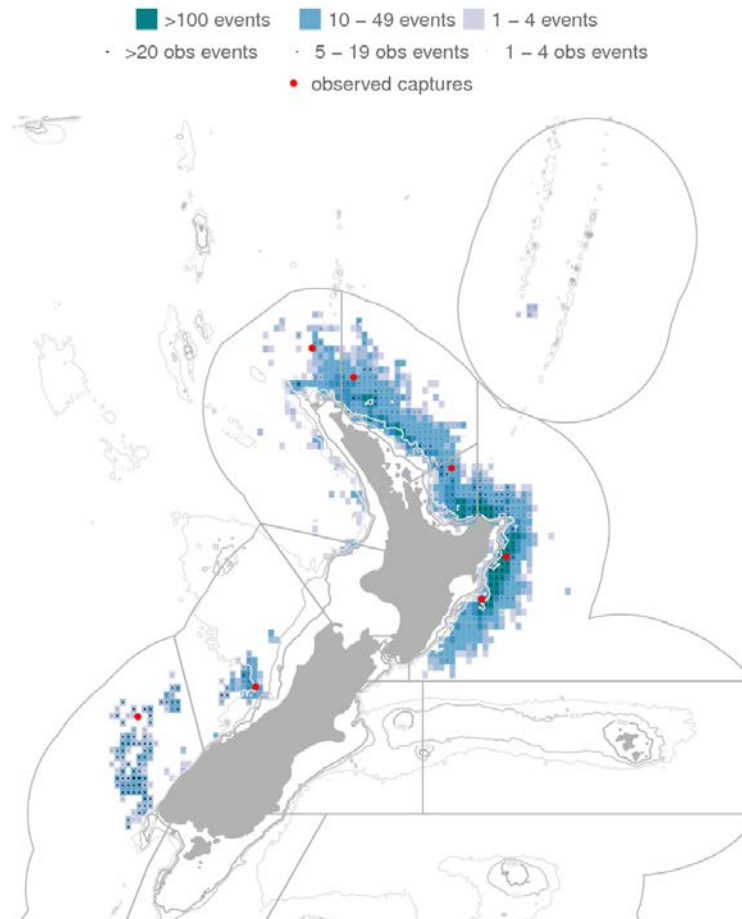 >100 events 10 – 49 events 1 – 4 events
>20 obs events 5 – 19 obs events 1 – 4 obs events
observed captures